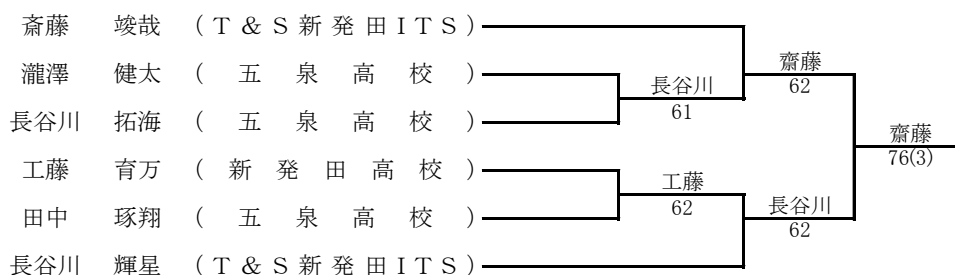 斎藤 竣哉 (T&S新発田ITS)
瀧澤 健太 (五泉高校)
長谷川 拓海 (五泉高校)
工藤 育万 (新発田高校)
田中 琢翔 (五泉高校)
長谷川 輝星 (T&S新発田ITS)
長谷川
61
工藤
62
齋藤
62
長谷川
62
齋藤
76(3)